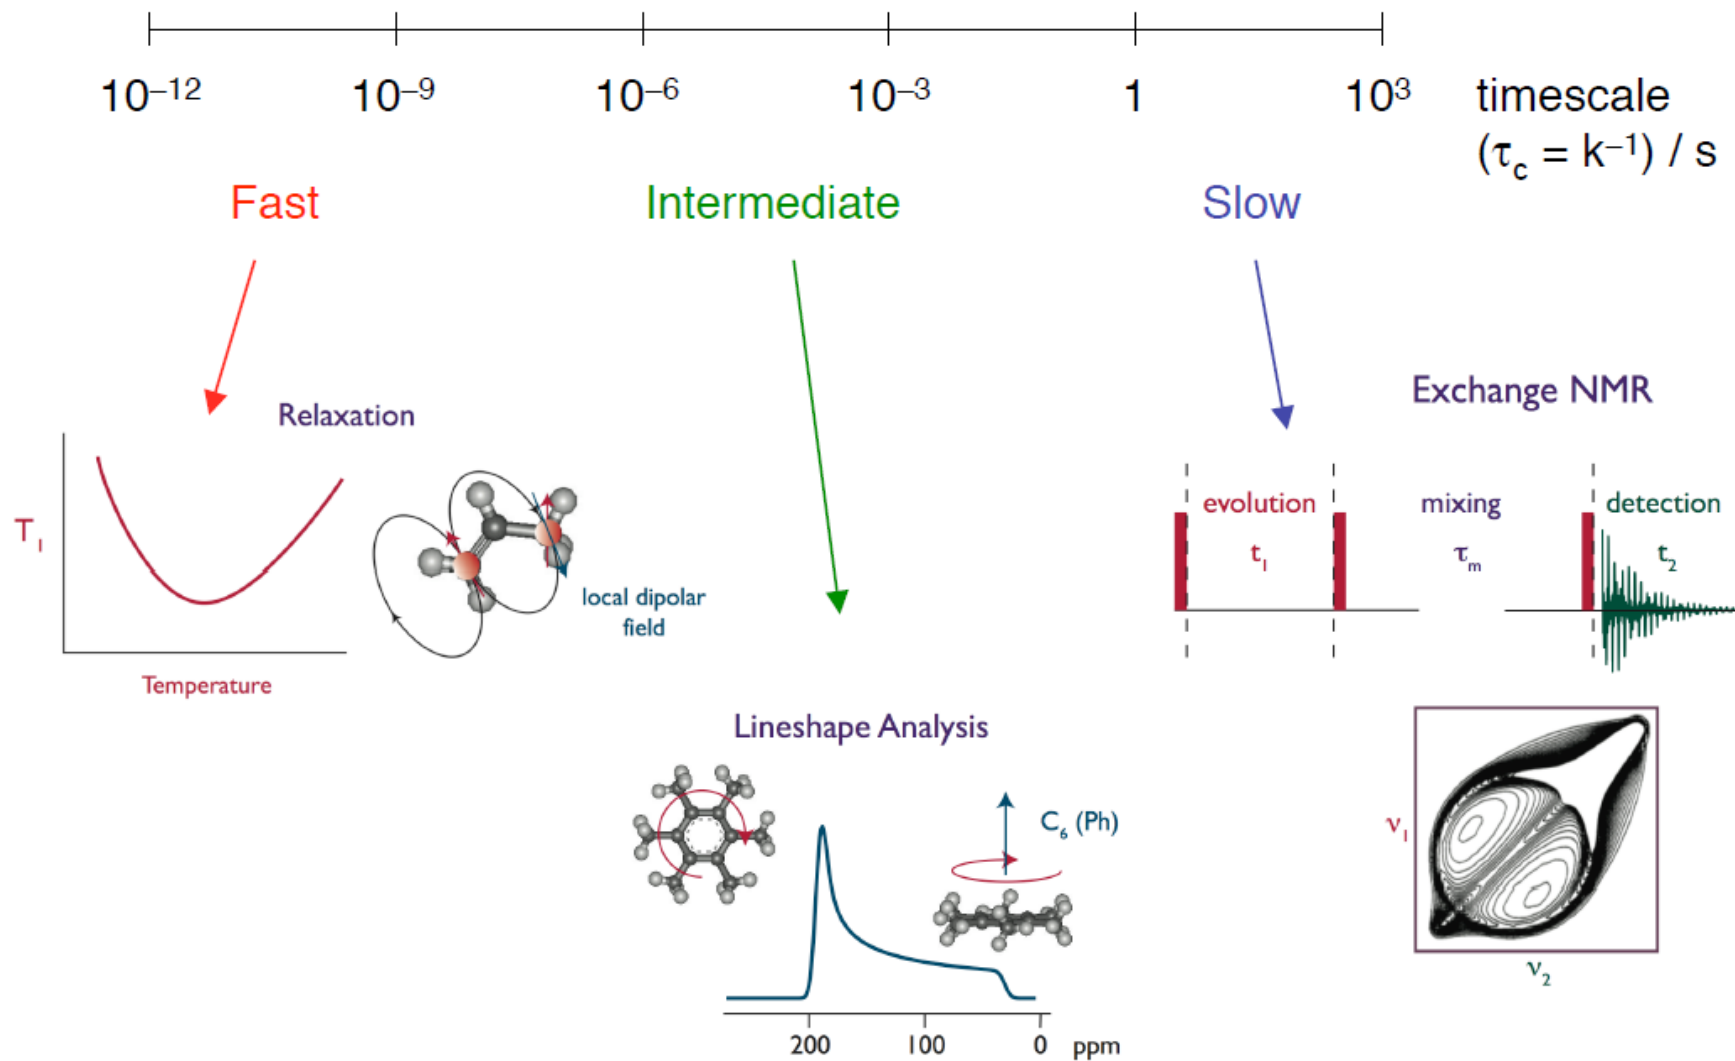 10⁻¹² 10⁻⁹ 10⁻⁶ 10⁻³ 1 10³ timescale
(τc = k⁻¹) / s
Fast Intermediate Slow
Exchange NMR
Relaxation
evolution mixing detection
T₁
t₁ τm t₂
local dipolar
field
Temperature
Lineshape Analysis
C₆ (Ph)
ν₁
ν₂
200 100 0 ppm